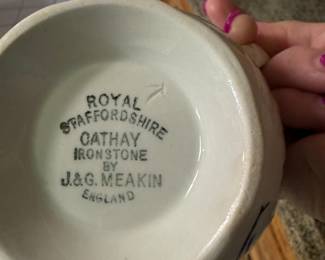 ROYAL
STAFFORDSHIRE
CATHAY
IRONSTONE
BY
J.&G. MEAKIN
ENGLAND